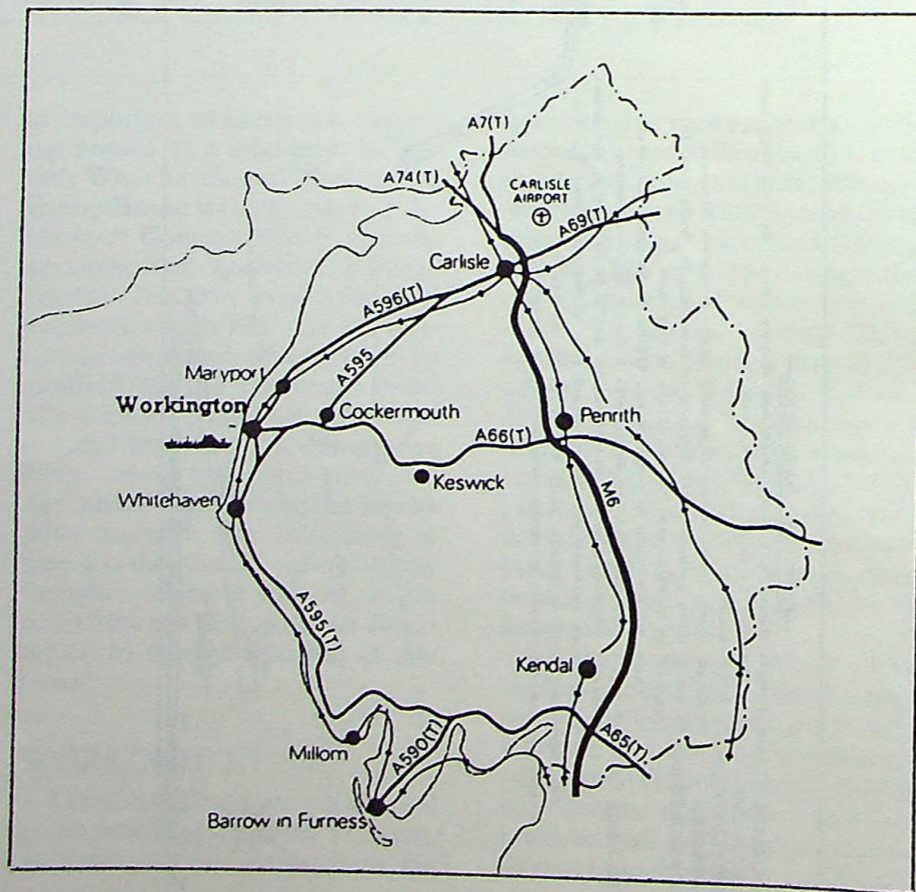 A7(T)
A74(T)
CARLISLE
AIRPORT
A69(T)
Carlisle
A596(T)
A595
Maryport
Workington
Cockermouth
Penrith
A66(T)
Keswick
M6
Whitehaven
A595(T)
Kendal
Millom
A590(T)
A65(T)
Barrow in Furness